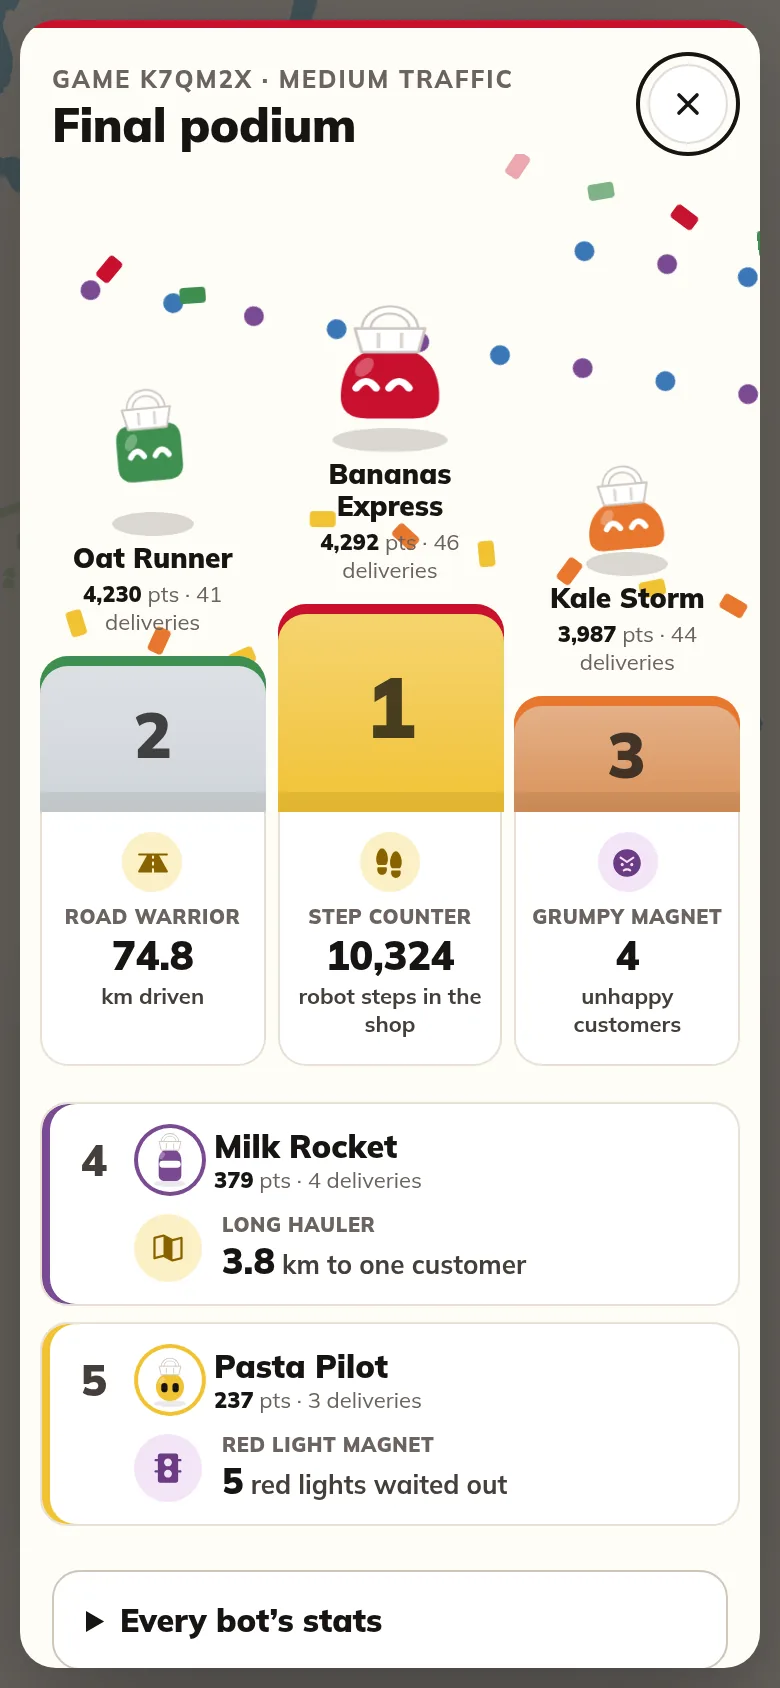 GAME K7QM2X · MEDIUM TRAFFIC
Final podium
Bananas
Express
4,292 pts · 46
deliveries
Oat Runner
4,230 pts · 41
deliveries
Kale Storm
3,987 pts · 44
deliveries
2
1
3
ROAD WARRIOR
74.8
km driven
STEP COUNTER
10,324
robot steps in the
shop
GRUMPY MAGNET
4
unhappy
customers
4
Milk Rocket
379 pts · 4 deliveries
LONG HAULER
3.8 km to one customer
5
Pasta Pilot
237 pts · 3 deliveries
RED LIGHT MAGNET
5 red lights waited out
Every bot’s stats